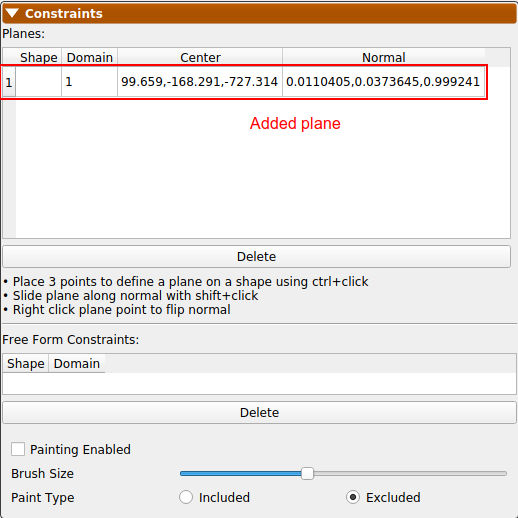 Constraints
Planes:
Shape Domain Center Normal
1 1 99.659,-168.291,-727.314 0.0110405,0.0373645,0.999241
Added plane
Delete
• Place 3 points to define a plane on a shape using ctrl+click
• Slide plane along normal with shift+click
• Right click plane point to flip normal
Free Form Constraints:
Shape Domain
Delete
Painting Enabled
Brush Size
Paint Type Included Excluded